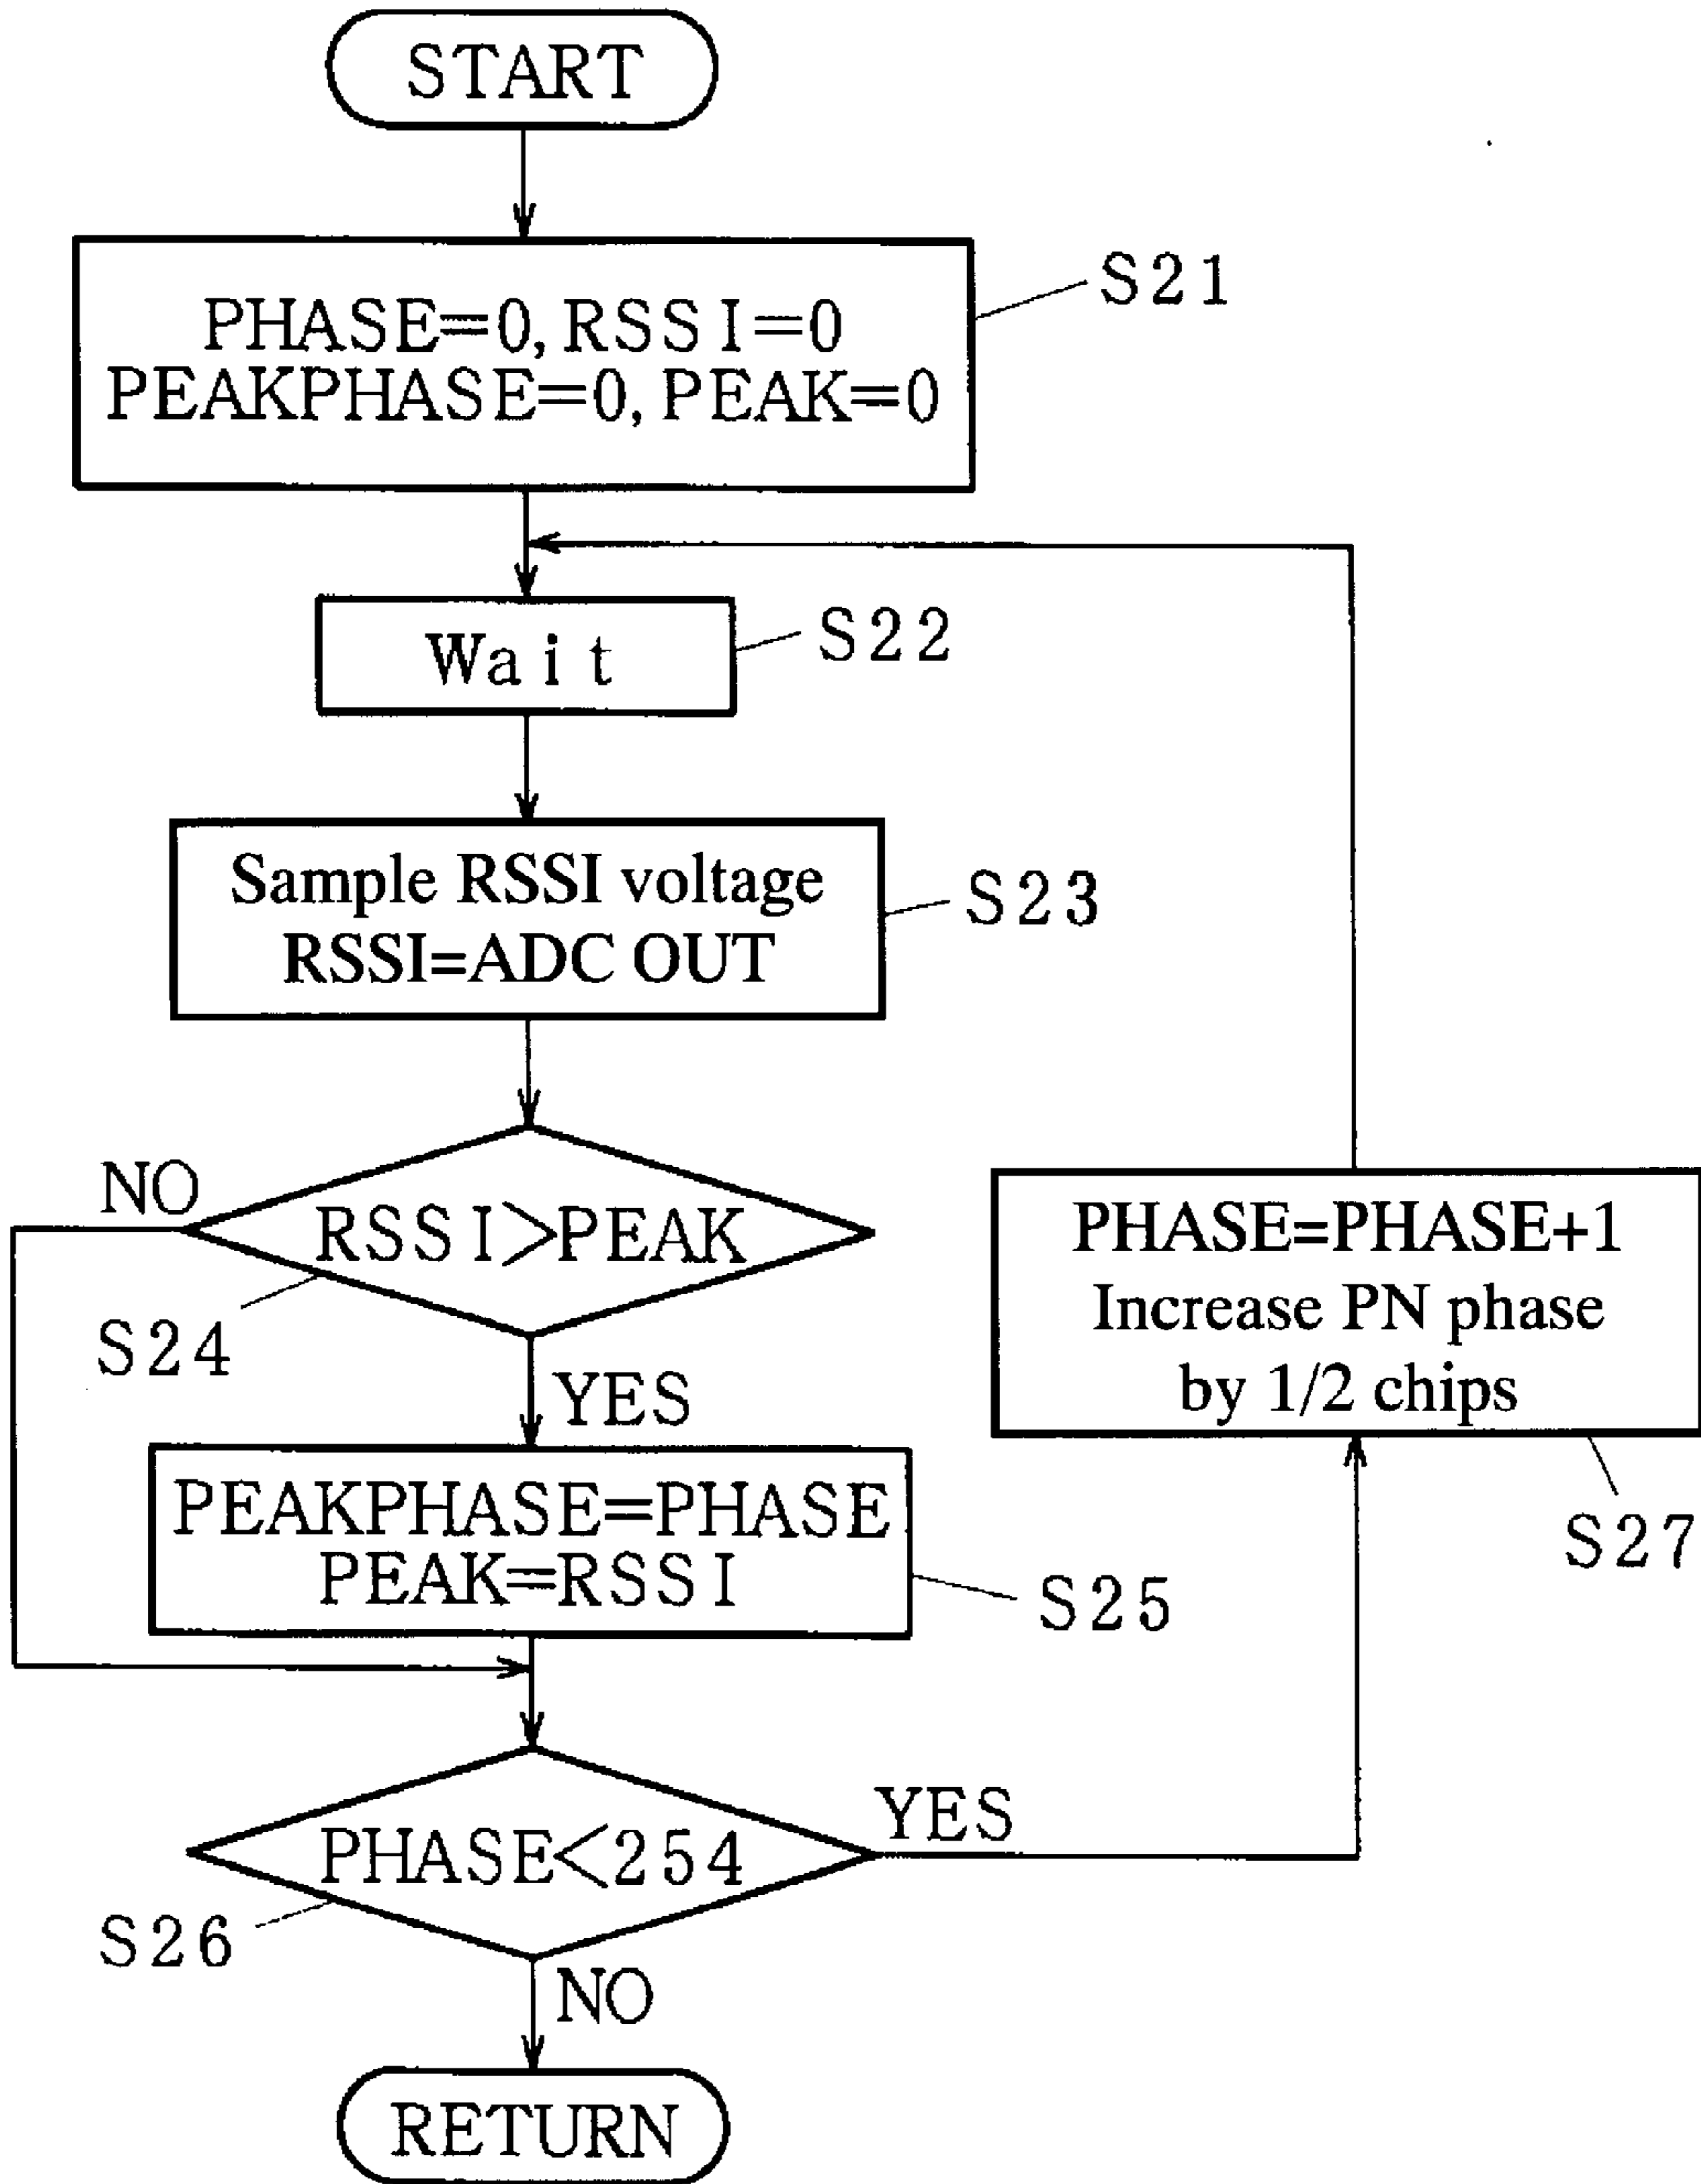 START
PHASE=0, RSSI=0
PEAKPHASE=0, PEAK=0
S21
Wait
S22
Sample RSSI voltage
RSSI=ADC OUT
S23
NO
RSSI>PEAK
S24
YES
PEAKPHASE=PHASE
PEAK=RSSI
S25
PHASE<254
S26
YES
PHASE=PHASE+1
Increase PN phase
by 1/2 chips
S27
NO
RETURN